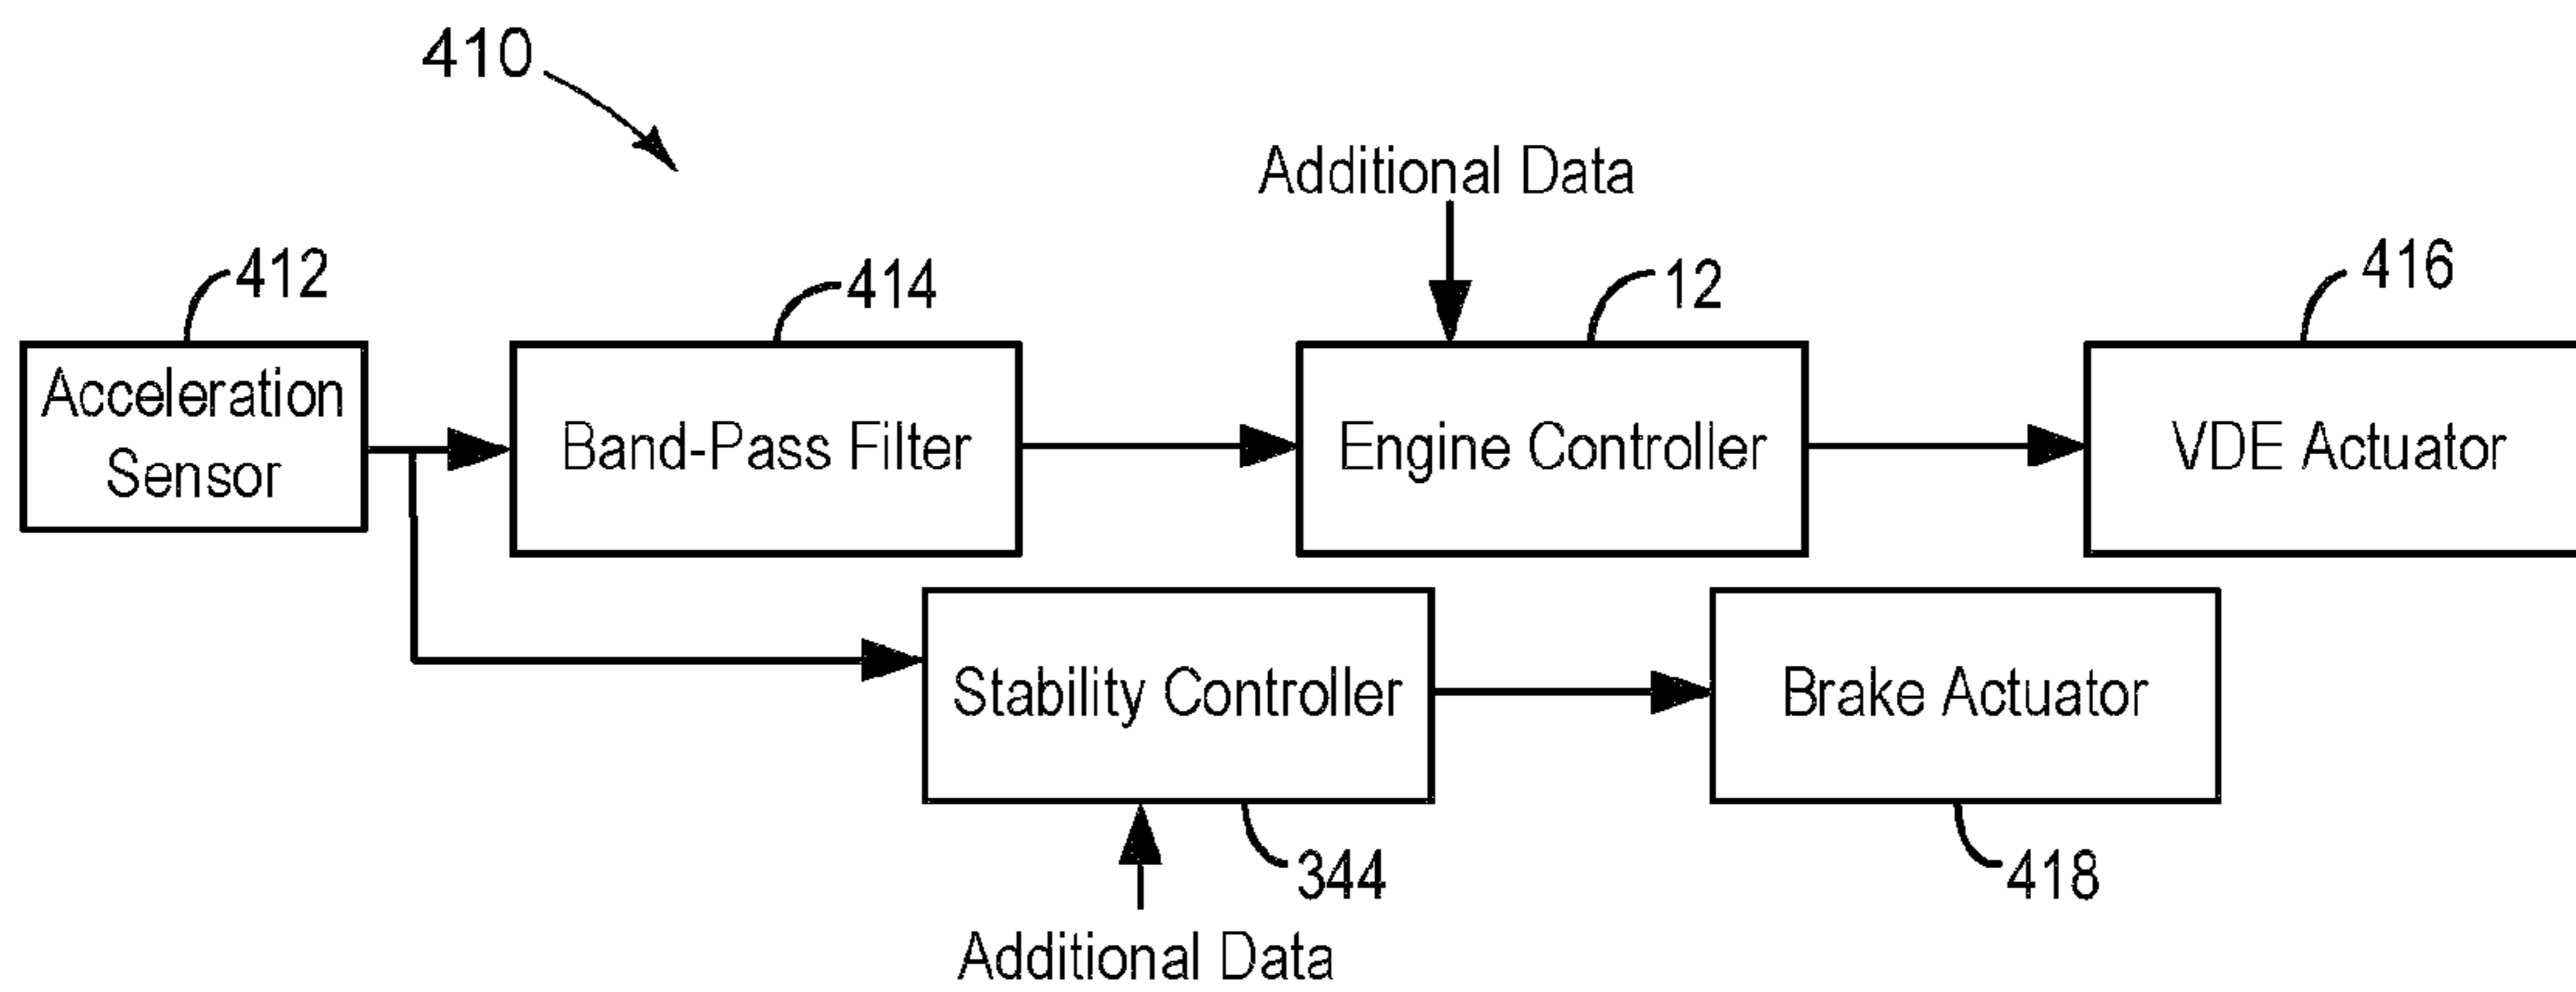 410
Additional Data
412
414
12
416
Acceleration
Sensor
Band-Pass Filter
Engine Controller
VDE Actuator
Stability Controller
Brake Actuator
344
418
Additional Data